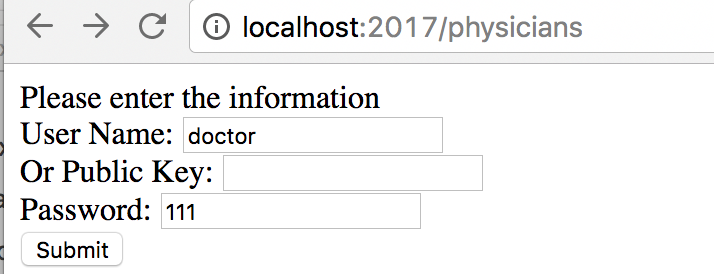 localhost:2017/physicians
Please enter the information
User Name: doctor
Or Public Key:
Password: 111
Submit